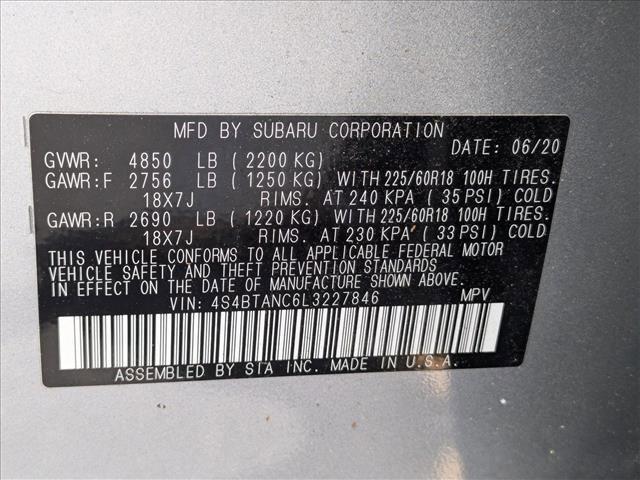 MFD BY SUBARU CORPORATION
DATE: 06/20
GVWR: 4850 LB (2200 KG)
GAWR:F 2756 LB (1250 KG) WITH 225/60R18 100H TIRES.
18X7J RIMS. AT 240 KPA (35 PSI) COLD
GAWR:R 2690 LB (1220 KG) WITH 225/60R18 100H TIRES.
18X7J RIMS. AT 230 KPA (33 PSI) COLD
THIS VEHICLE CONFORMS TO ALL APPLICABLE FEDERAL MOTOR
VEHICLE SAFETY AND THEFT PREVENTION STANDARDS
IN EFFECT ON THE DATE OF MANUFACTURE SHOWN ABOVE.
VIN: 4S4BTANC6L3227846 MPV
ASSEMBLED BY SIA INC. MADE IN U.S.A.